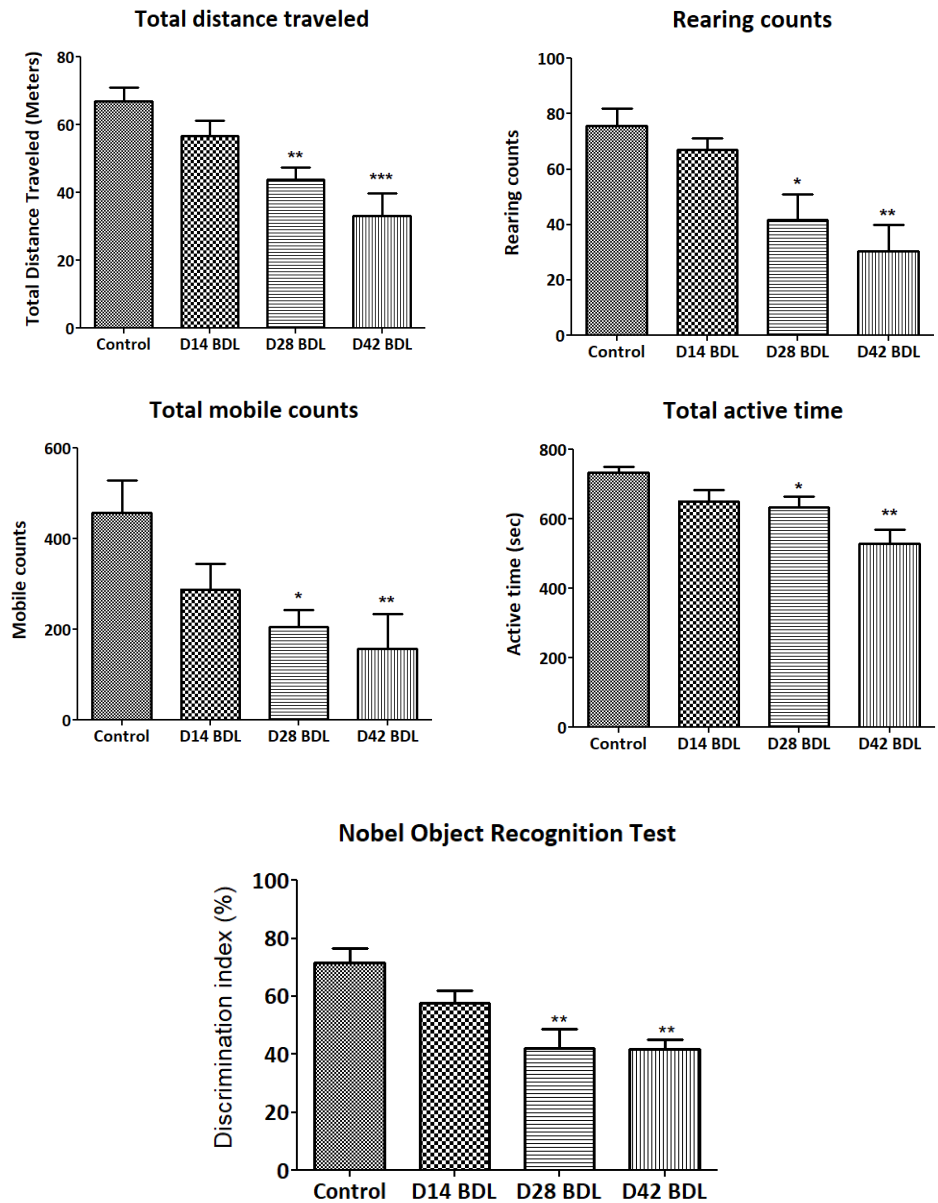 Total distance traveled
Total Distance Traveled (Meters)
80
60
40
20
0
**
***
Control D14 BDL D28 BDL D42 BDL
Rearing counts
Rearing counts
100
80
60
40
20
0
*
**
Control D14 BDL D28 BDL D42 BDL
Total mobile counts
Mobile counts
600
400
200
0
*
**
Control D14 BDL D28 BDL D42 BDL
Total active time
Active time (sec)
800
600
400
200
0
*
**
Control D14 BDL D28 BDL D42 BDL
Nobel Object Recognition Test
Discrimination index (%)
100
80
60
40
20
0
**
**
Control D14 BDL D28 BDL D42 BDL